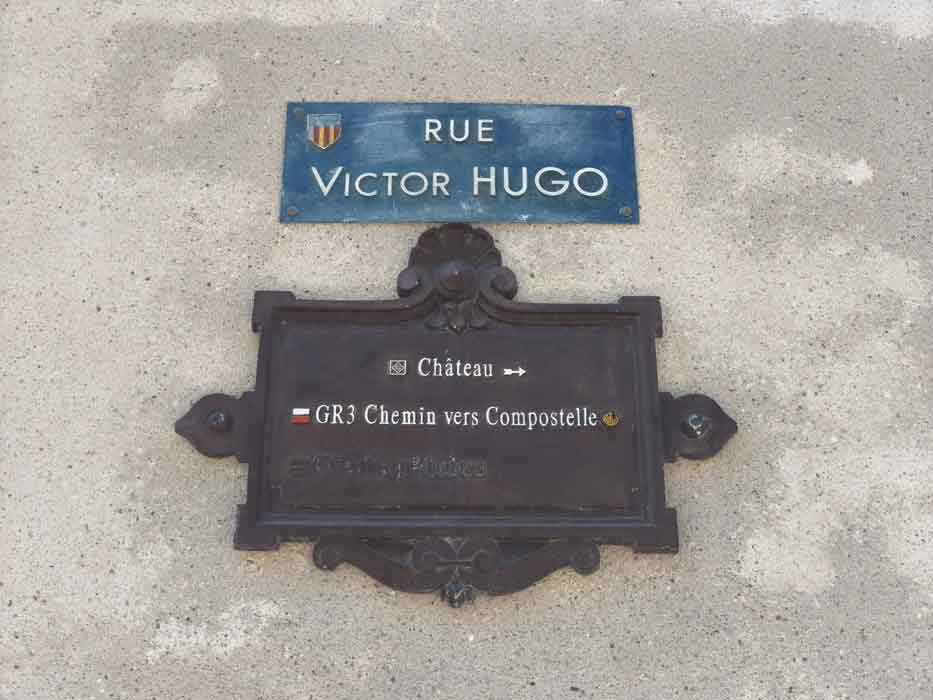 RUE
VICTOR HUGO
Château
GR3 Chemin vers Compostelle